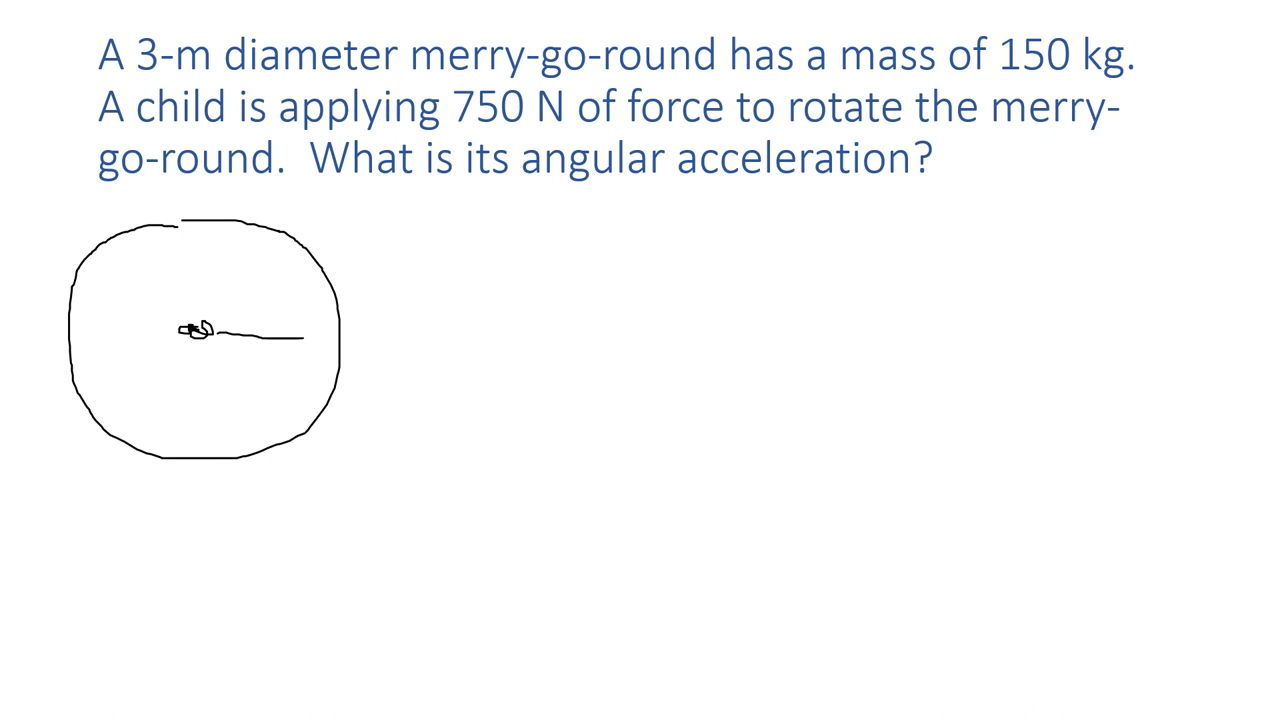 A 3-m diameter merry-go-round has a mass of 150 kg.
A child is applying 750 N of force to rotate the merry-
go-round.  What is its angular acceleration?